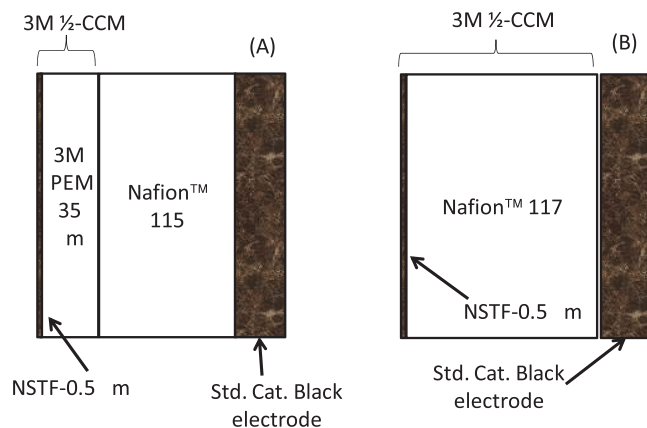 3M ½-CCM
(A)
3M
PEM
35
m
Nafion™
115
NSTF-0.5 m
Std. Cat. Black
electrode
3M ½-CCM
(B)
Nafion™ 117
NSTF-0.5 m
Std. Cat. Black
electrode